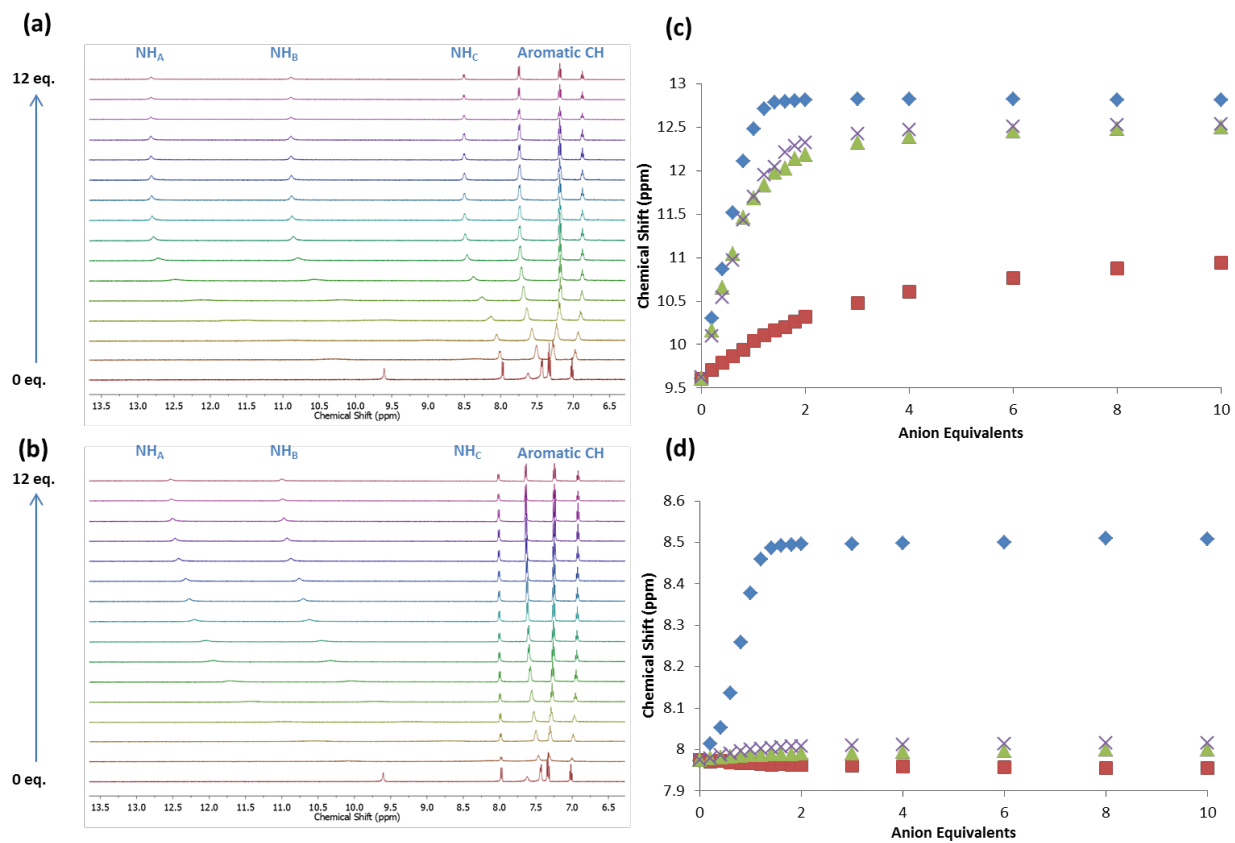 (a)
NHA NHB NHC Aromatic CH
12 eq.
0 eq.
13.5 13.0 12.5 12.0 11.5 11.0 10.5 10.0 9.5 9.0 8.5 8.0 7.5 7.0 6.5
Chemical Shift (ppm)
(b)
NHA NHB NHC Aromatic CH
12 eq.
0 eq.
13.5 13.0 12.5 12.0 11.5 11.0 10.5 10.0 9.5 9.0 8.5 8.0 7.5 7.0 6.5
Chemical Shift (ppm)
(c)
13
12.5
12
11.5
11
10.5
10
9.5
Chemical Shift (ppm)
0 2 4 6 8 10
Anion Equivalents
(d)
8.6
8.5
8.4
8.3
8.2
8.1
8
7.9
Chemical Shift (ppm)
0 2 4 6 8 10
Anion Equivalents